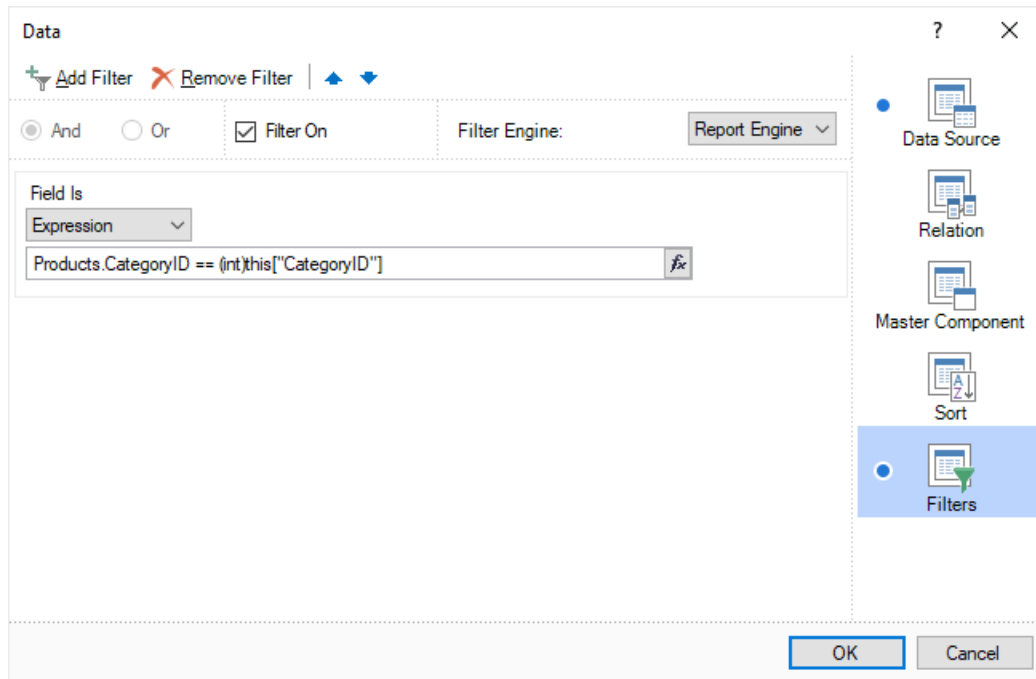 Data ?
Add Filter Remove Filter
And Or Filter On Filter Engine: Report Engine
Field Is
Expression
Products.CategoryID == (int)this["CategoryID"]
fx
Data Source
Relation
Master Component
A
Z
Sort
Filters
OK Cancel